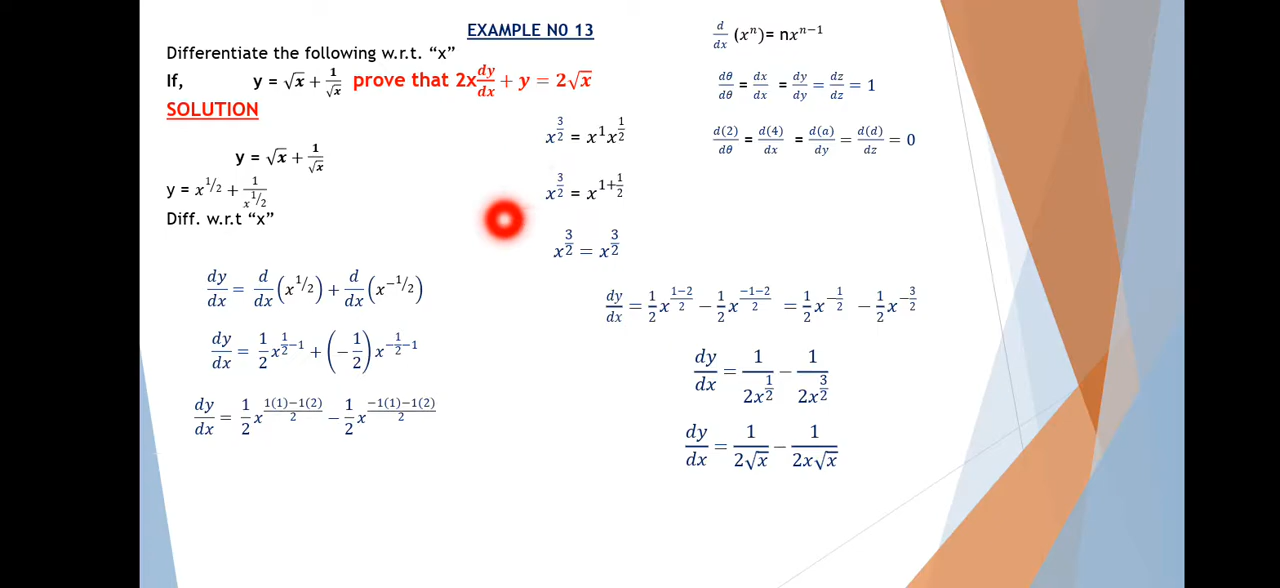 EXAMPLE NO 13
Differentiate the following w.r.t. “x”
If, y = √x + 1/√x prove that 2x dy/dx + y = 2√x
SOLUTION
y = √x + 1/√x
y = x^1/2 + 1/x^1/2
Diff. w.r.t “x”
dy/dx = d/dx (x^1/2) + d/dx (x^−1/2)
dy/dx = 1/2 x^(1/2−1) + (−1/2) x^(−1/2−1)
dy/dx = 1/2 x^((1(1)−1(2))/2) − 1/2 x^((−1(1)−1(2))/2)
x^3/2 = x^1 x^1/2
x^3/2 = x^(1+1/2)
x^3/2 = x^3/2
dy/dx = 1/2 x^((1−2)/2) − 1/2 x^((−1−2)/2) = 1/2 x^(−1/2) − 1/2 x^(−3/2)
dy/dx = 1/(2x^1/2) − 1/(2x^3/2)
dy/dx = 1/(2√x) − 1/(2x√x)
d/dx (x^n)= nx^(n−1)
dθ/dθ = dx/dx = dy/dy = dz/dz = 1
d(2)/dθ = d(4)/dx = d(a)/dy = d(d)/dz = 0